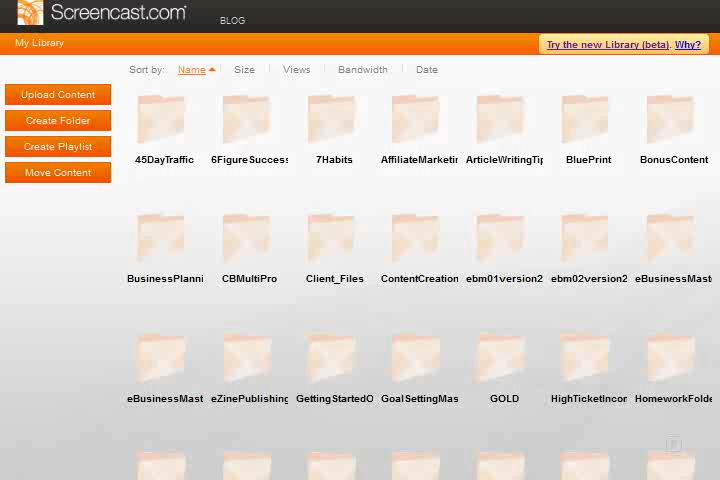 Screencast.com
BLOG
My Library
Try the new Library (beta). Why?
Sort by: Name Size Views Bandwidth Date
Upload Content
Create Folder
Create Playlist
Move Content
45DayTraffic 6FigureSuccess 7Habits AffiliateMarketin ArticleWritingTip BluePrint BonusContent
BusinessPlanni CBMultiPro Client_Files ContentCreation ebm01version2 ebm02version2 eBusinessMast
eBusinessMast eZinePublishing GettingStartedO GoalSettingMas GOLD HighTicketIncom HomeworkFolde